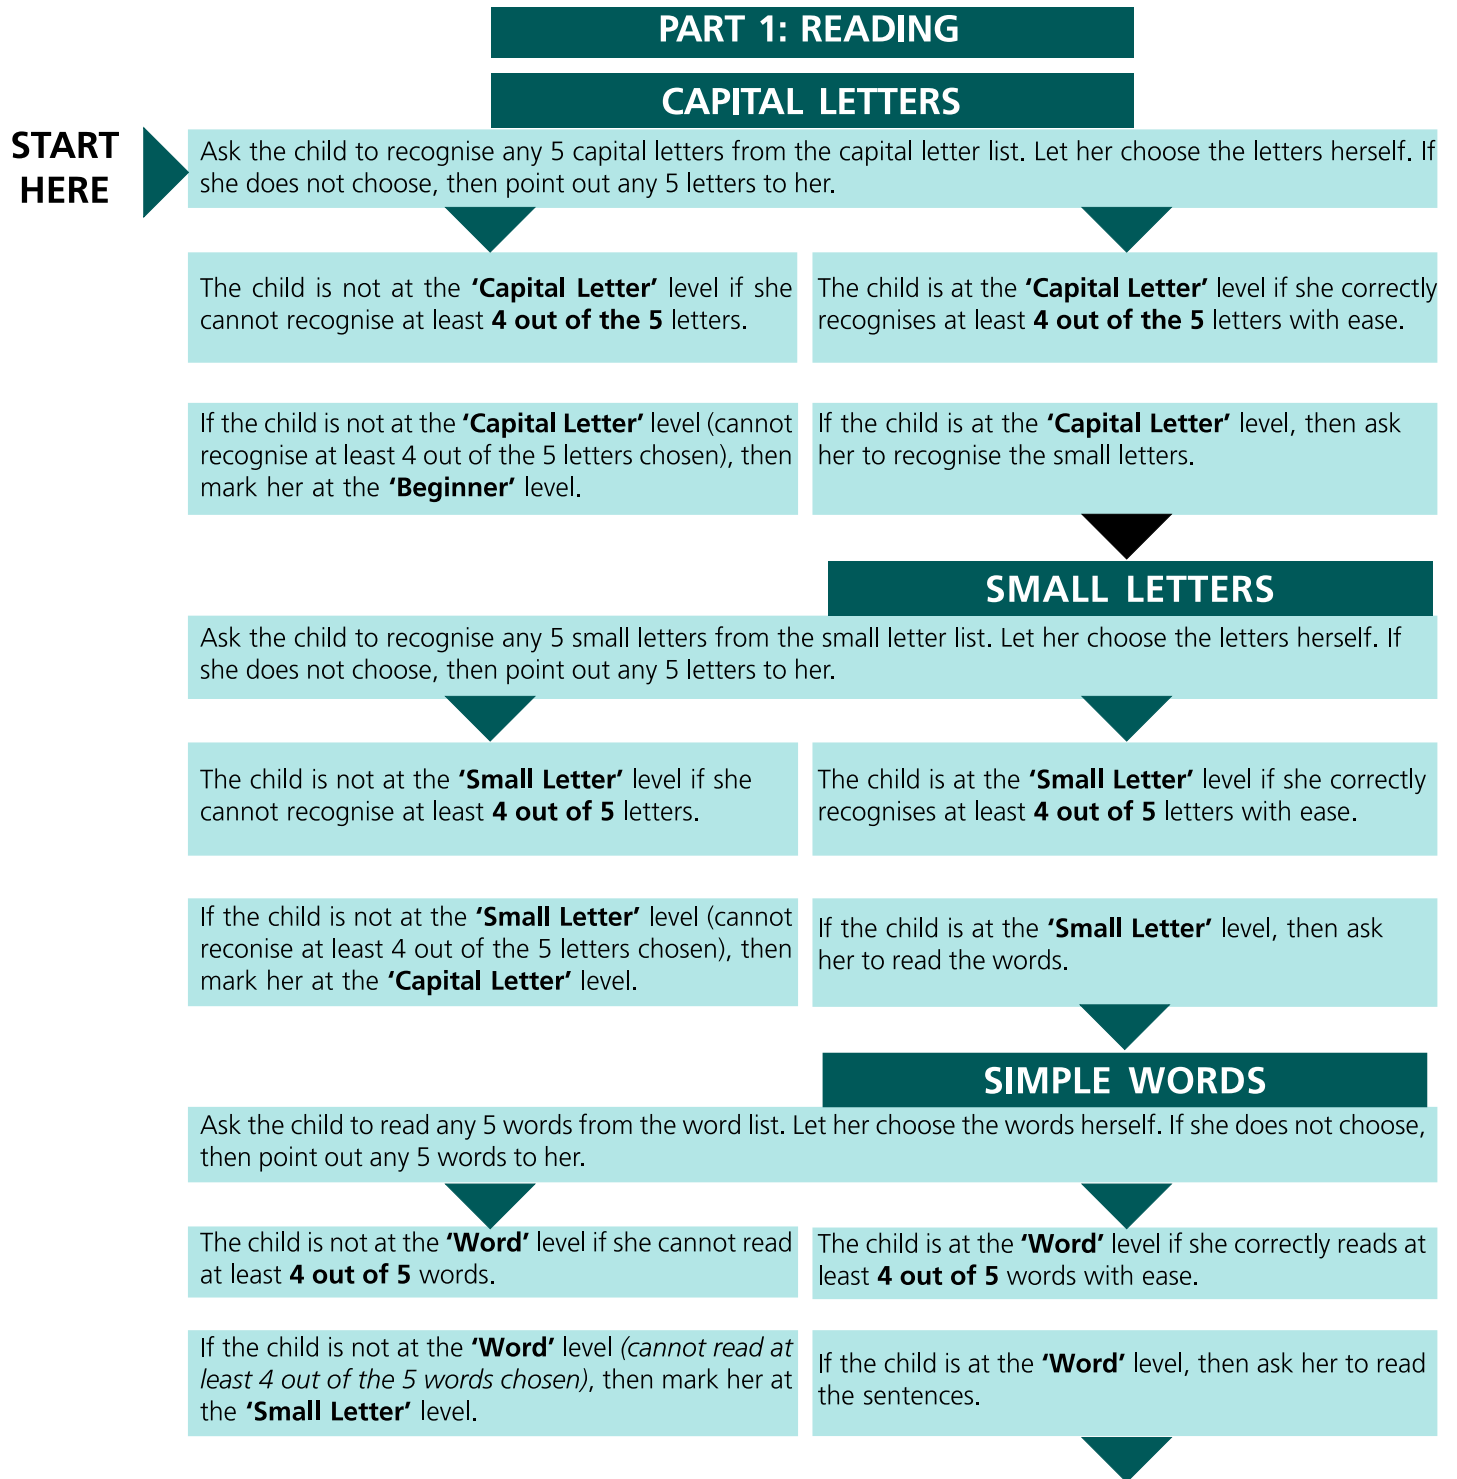 PART 1: READING
CAPITAL LETTERS
START
HERE
Ask the child to recognise any 5 capital letters from the capital letter list. Let her choose the letters herself. If
she does not choose, then point out any 5 letters to her.
The child is not at the ‘Capital Letter’ level if she
cannot recognise at least 4 out of the 5 letters.
The child is at the ‘Capital Letter’ level if she correctly
recognises at least 4 out of the 5 letters with ease.
If the child is not at the ‘Capital Letter’ level (cannot
recognise at least 4 out of the 5 letters chosen), then
mark her at the ‘Beginner’ level.
If the child is at the ‘Capital Letter’ level, then ask
her to recognise the small letters.
SMALL LETTERS
Ask the child to recognise any 5 small letters from the small letter list. Let her choose the letters herself. If
she does not choose, then point out any 5 letters to her.
The child is not at the ‘Small Letter’ level if she
cannot recognise at least 4 out of 5 letters.
The child is at the ‘Small Letter’ level if she correctly
recognises at least 4 out of 5 letters with ease.
If the child is not at the ‘Small Letter’ level (cannot
reconise at least 4 out of the 5 letters chosen), then
mark her at the ‘Capital Letter’ level.
If the child is at the ‘Small Letter’ level, then ask
her to read the words.
SIMPLE WORDS
Ask the child to read any 5 words from the word list. Let her choose the words herself. If she does not choose,
then point out any 5 words to her.
The child is not at the ‘Word’ level if she cannot read
at least 4 out of 5 words.
The child is at the ‘Word’ level if she correctly reads at
least 4 out of 5 words with ease.
If the child is not at the ‘Word’ level (cannot read at
least 4 out of the 5 words chosen), then mark her at
the ‘Small Letter’ level.
If the child is at the ‘Word’ level, then ask her to read
the sentences.